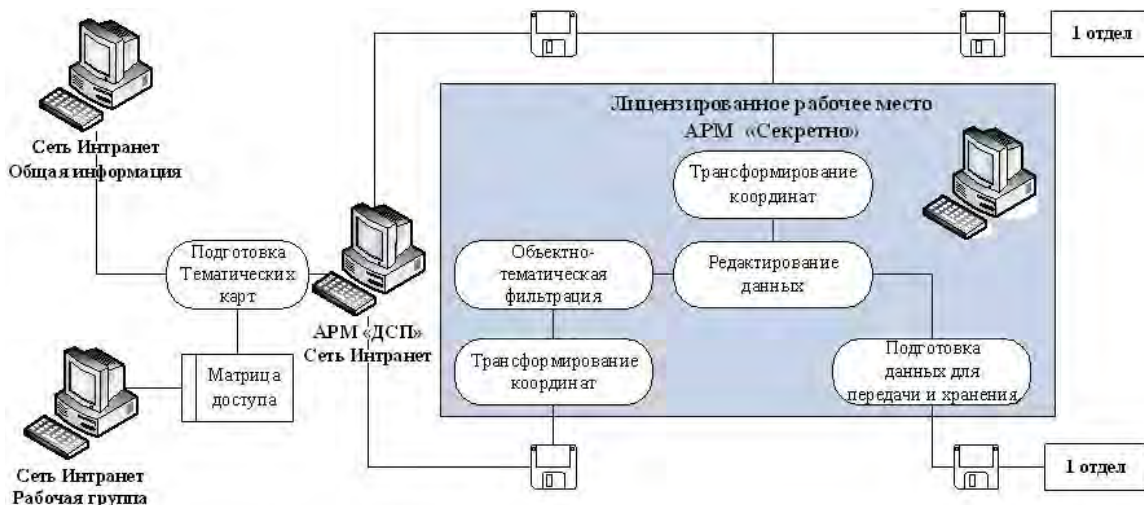 1 отдел
Лицензированное рабочее место
АРМ «Секретно»
Сеть Интранет
Общая информация
Трансформирование
координат
Подготовка
Тематических
карт
Объектно-
тематическая
фильтрация
Редактирование
данных
АРМ «ДСП»
Сеть Интранет
Матрица
доступа
Трансформирование
координат
Подготовка
данных для
передачи и хранения
Сеть Интранет
Рабочая группа
1 отдел